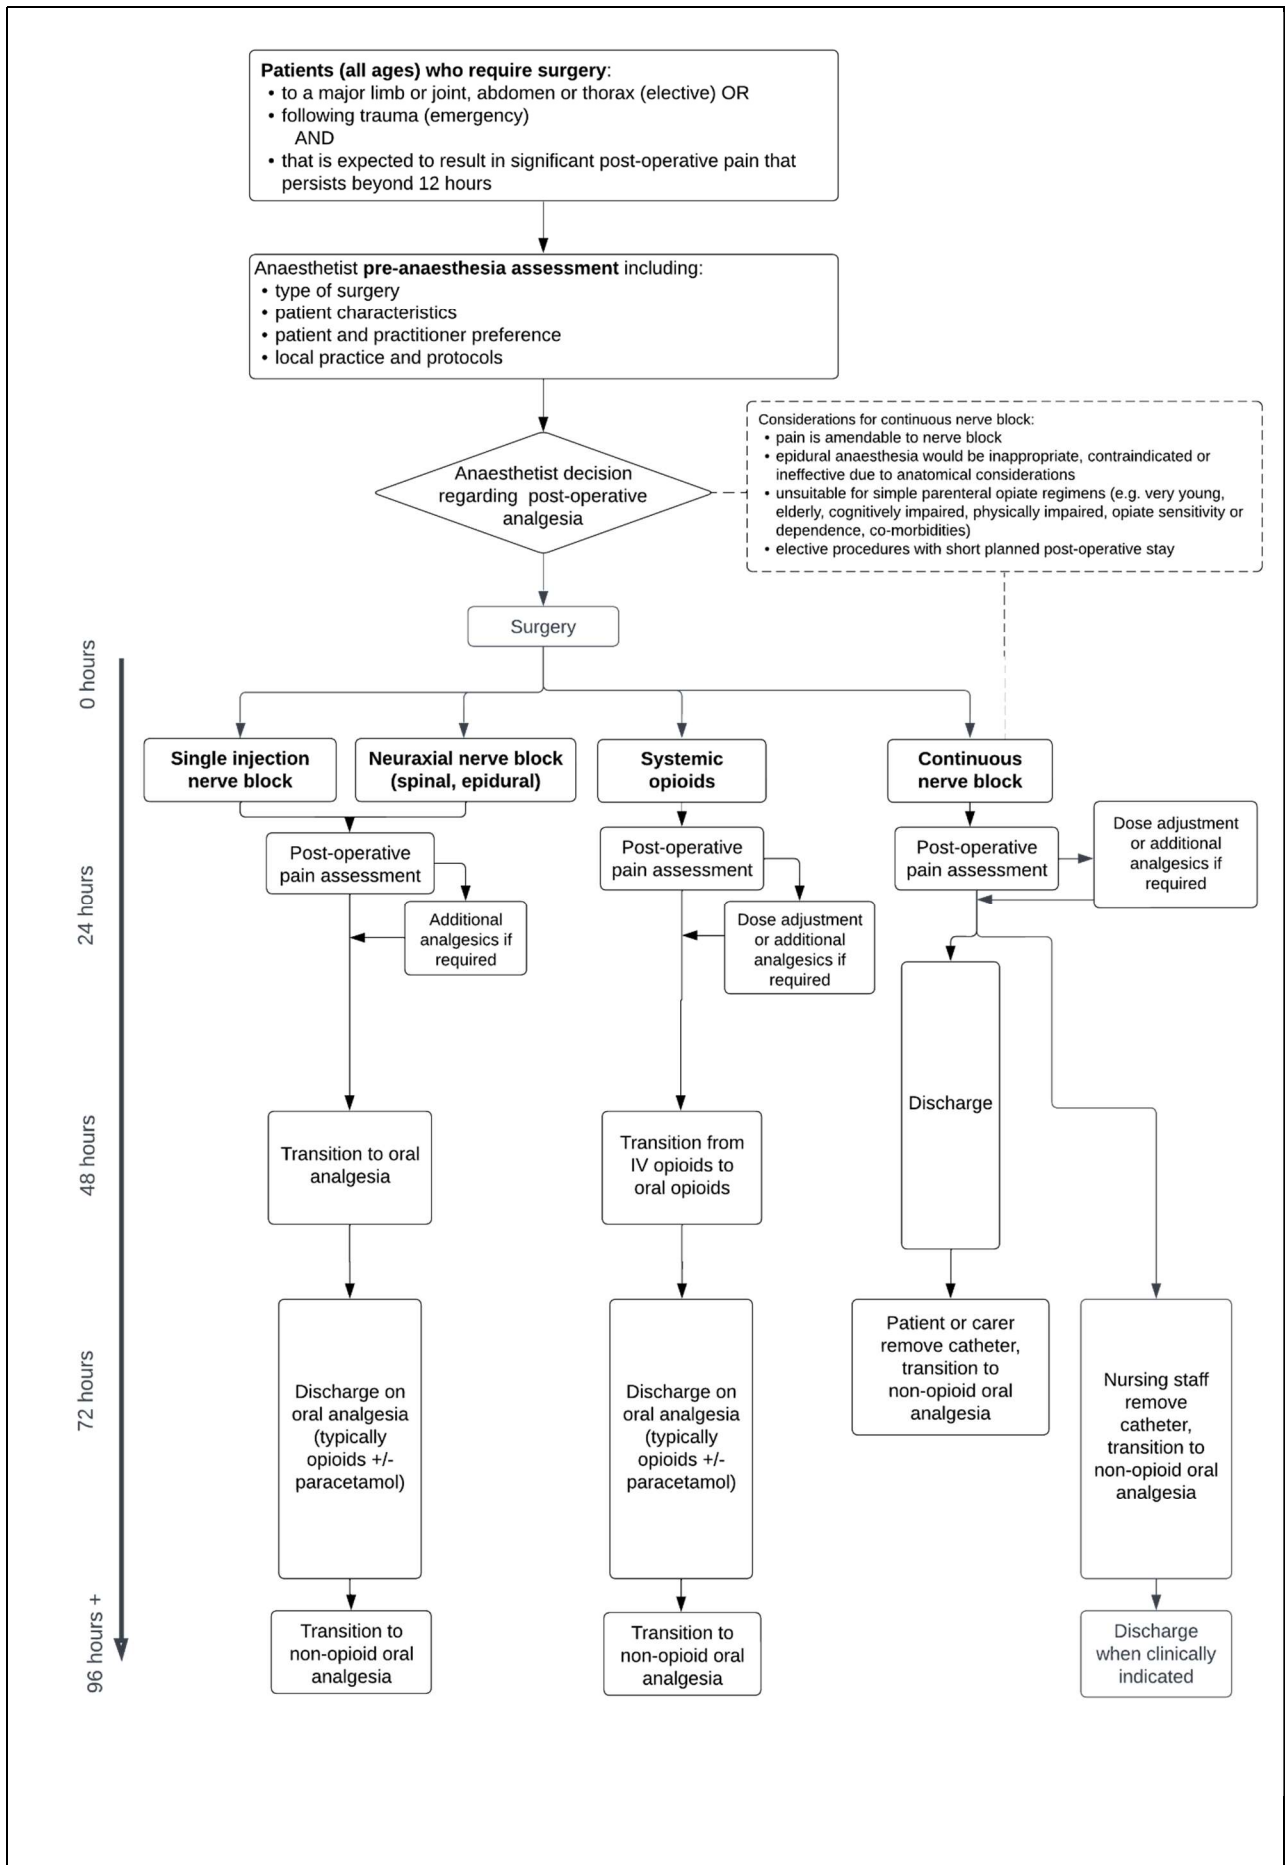 Patients (all ages) who require surgery:
• to a major limb or joint, abdomen or thorax (elective) OR
• following trauma (emergency)
AND
• that is expected to result in significant post-operative pain that
persists beyond 12 hours
Anaesthetist pre-anaesthesia assessment including:
• type of surgery
• patient characteristics
• patient and practitioner preference
• local practice and protocols
Anaesthetist decision
regarding post-operative
analgesia
Considerations for continuous nerve block:
• pain is amendable to nerve block
• epidural anaesthesia would be inappropriate, contraindicated or
ineffective due to anatomical considerations
• unsuitable for simple parenteral opiate regimens (e.g. very young,
elderly, cognitively impaired, physically impaired, opiate sensitivity or
dependence, co-morbidities)
• elective procedures with short planned post-operative stay
Surgery
0 hours
24 hours
48 hours
72 hours
96 hours +
Single injection
nerve block
Neuraxial nerve block
(spinal, epidural)
Post-operative
pain assessment
Additional
analgesics if
required
Transition to oral
analgesia
Discharge on
oral analgesia
(typically
opioids +/-
paracetamol)
Transition to
non-opioid oral
analgesia
Systemic
opioids
Post-operative
pain assessment
Dose adjustment
or additional
analgesics if
required
Transition from
IV opioids to
oral opioids
Discharge on
oral analgesia
(typically
opioids +/-
paracetamol)
Transition to
non-opioid oral
analgesia
Continuous
nerve block
Post-operative
pain assessment
Dose adjustment
or additional
analgesics if
required
Discharge
Patient or carer
remove catheter,
transition to
non-opioid oral
analgesia
Nursing staff
remove
catheter,
transition to
non-opioid oral
analgesia
Discharge
when clinically
indicated